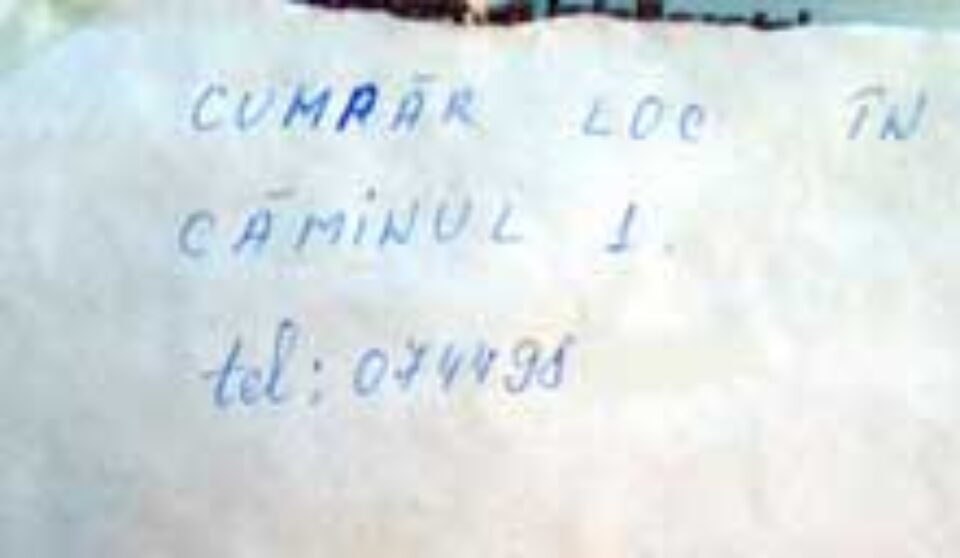 CUMPĂR LOC ÎN
CĂMINUL 1.
tel: 074498